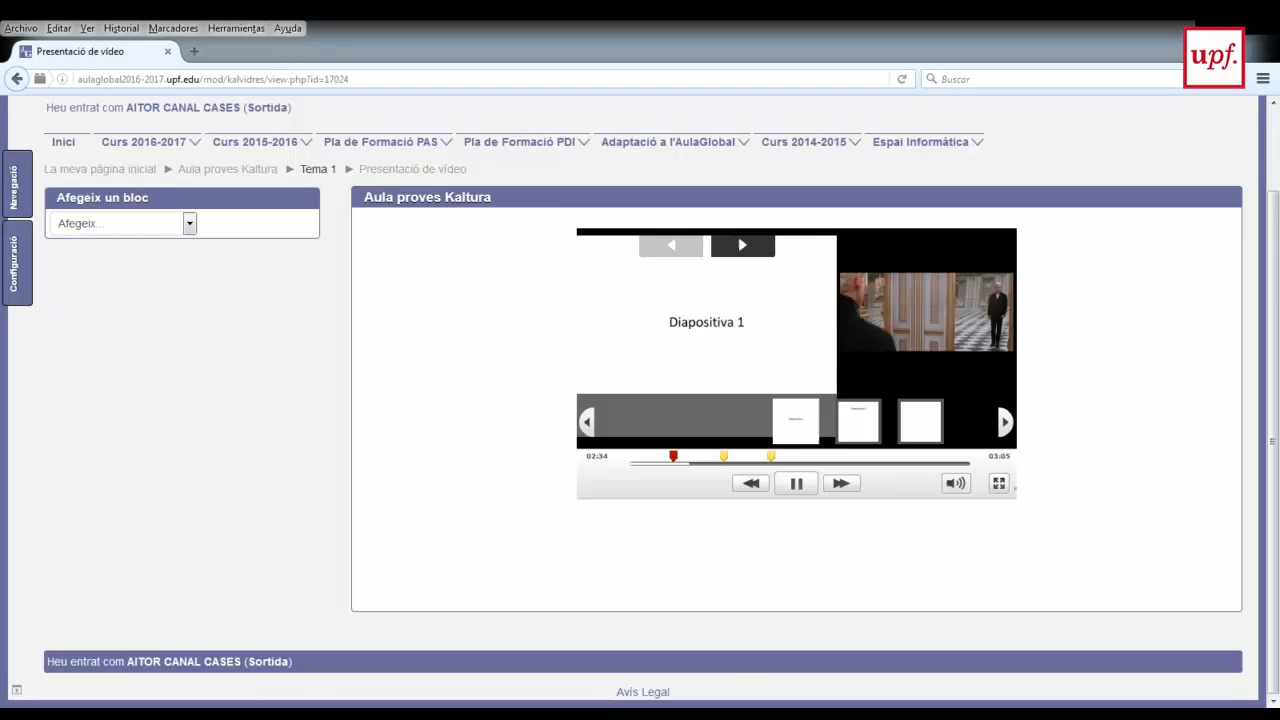 Archivo Editar Ver Historial Marcadores Herramientas Ayuda
upf.
Presentació de vídeo
aulaglobal2016-2017.upf.edu/mod/kalvidres/view.php?id=17024
Buscar
Heu entrat com AITOR CANAL CASES (Sortida)
Inici Curs 2016-2017 Curs 2015-2016 Pla de Formació PAS Pla de Formació PDI Adaptació a l'AulaGlobal Curs 2014-2015 Espai Informàtica
La meva pàgina inicial Aula proves Kaltura Tema 1 Presentació de vídeo
Navegació
Configuració
Afegeix un bloc
Afegeix...
Aula proves Kaltura
Diapositiva 1
02:34
03:05
Heu entrat com AITOR CANAL CASES (Sortida)
Avís Legal